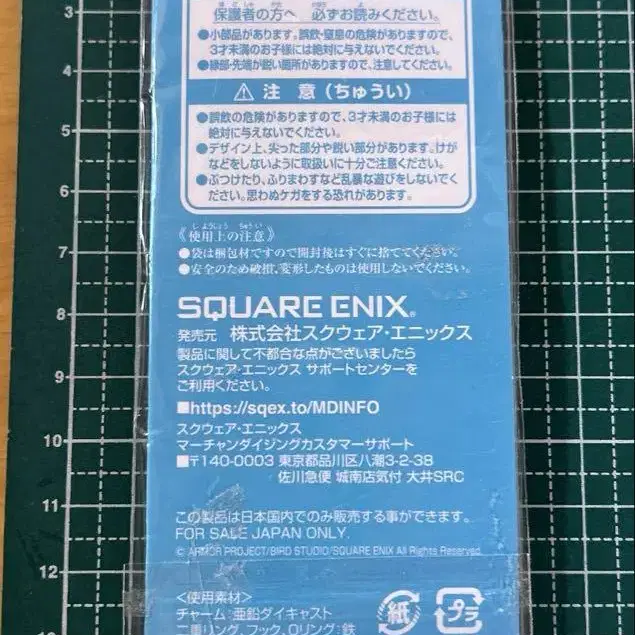 保護者の方へ 必ずお読みください。
●小部品があります。誤飲・窒息の危険がありますので、
3才未満のお子様には絶対に与えないでください。
●縁部・先端が鋭い箇所がありますので、注意してください。
⚠ 注 意（ちゅうい）
●誤飲の危険がありますので、3才未満のお子様には
絶対に与えないでください。
●デザイン上、尖った部分や鋭い部分があります。けが
などをしないように取扱いに十分ご注意ください。
●ぶつけたり、ふりまわすなど乱暴な遊びをしないでく
ださい。思わぬケガをする恐れがあります。
《使用上の注意》
●袋は梱包材ですので開封後はすぐに捨ててください。
●安全のため破損、変形したものは使用しないでください。
SQUARE ENIX®
発売元 株式会社スクウェア・エニックス
製品に関して不都合な点がございましたら
スクウェア・エニックス サポートセンターを
ご利用ください。
■https://sqex.to/MDINFO
スクウェア・エニックス
マーチャンダイジングカスタマーサポート
■〒140-0003 東京都品川区八潮3-2-38
佐川急便 城南店気付 大井SRC
この製品は日本国内でのみ販売する事ができます。
FOR SALE JAPAN ONLY.
© ARMOR PROJECT/BIRD STUDIO/SQUARE ENIX All Rights Reserved.
<使用素材>
チャーム：亜鉛ダイキャスト
二重リング、フック、Oリング：鉄
紙
プラ
3
4
5
6
7
8
9
10
11
12